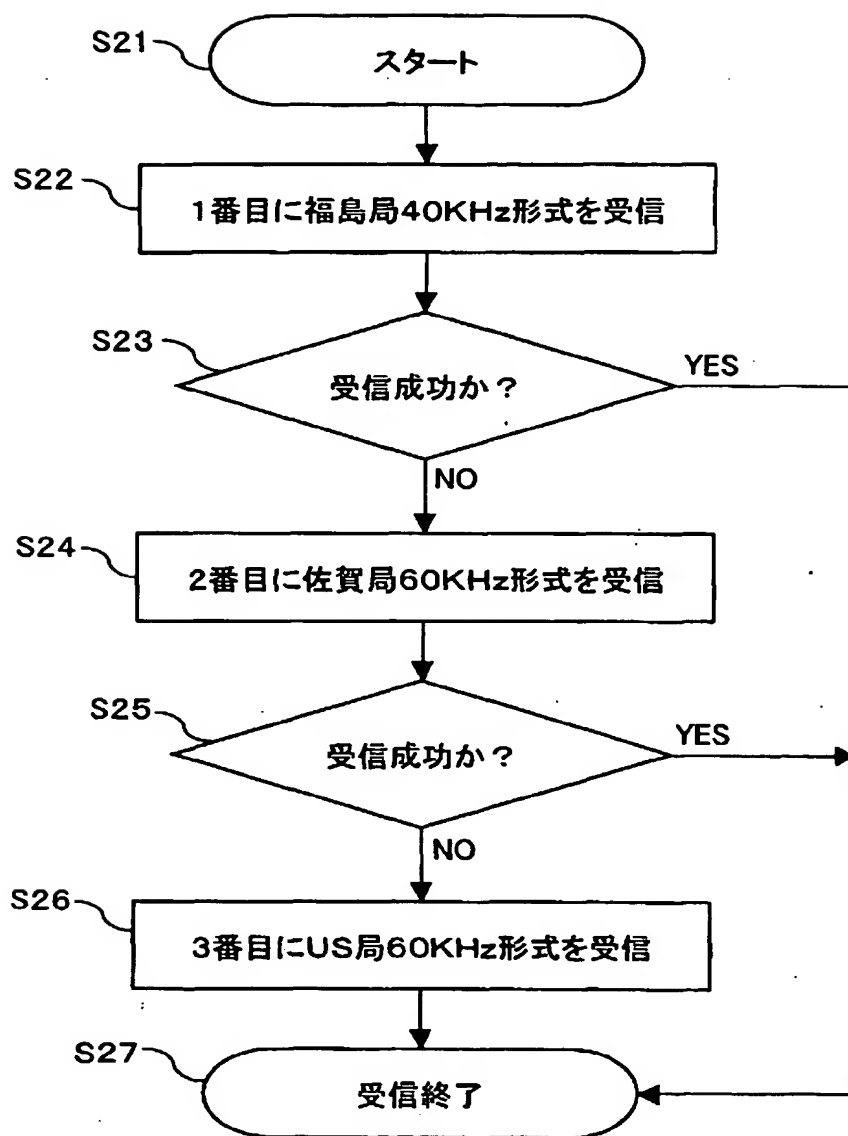 S21
スタート
S22
1番目に福島局40KHz形式を受信
S23
受信成功か？
YES
NO
S24
2番目に佐賀局60KHz形式を受信
S25
受信成功か？
YES
NO
S26
3番目にUS局60KHz形式を受信
S27
受信終了